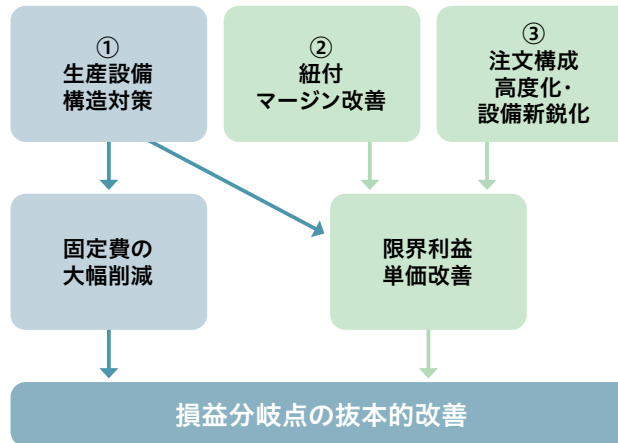 ①
生産設備
構造対策
②
紐付
マージン改善
③
注文構成
高度化・
設備新鋭化
固定費の
大幅削減
限界利益
単価改善
損益分岐点の抜本的改善